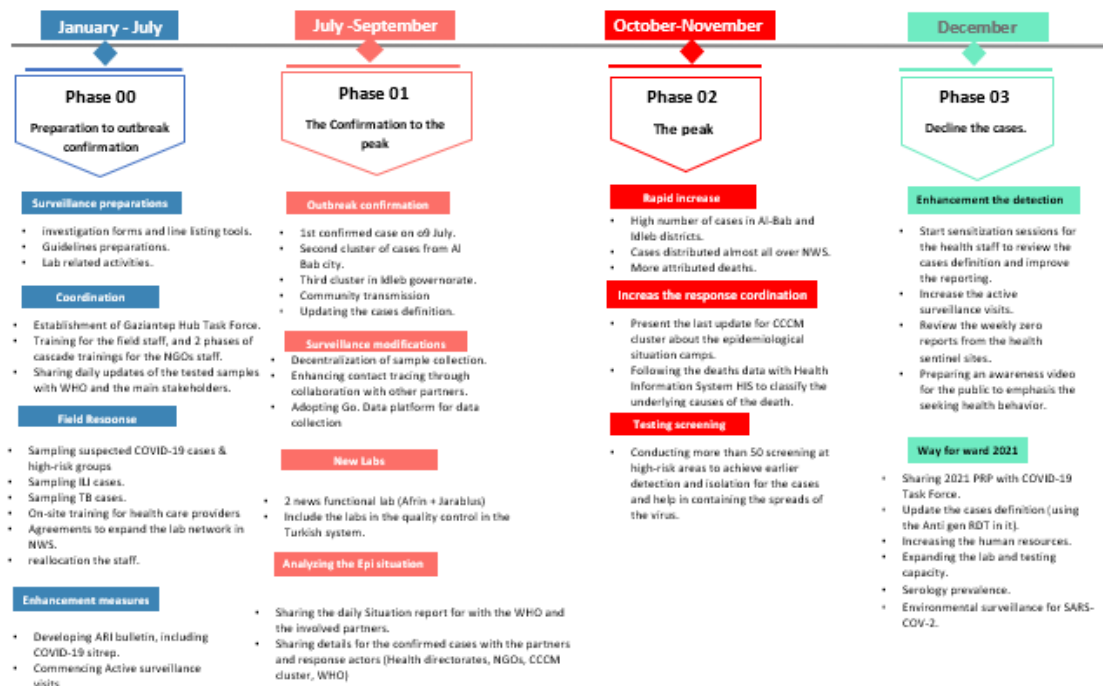 January - July
Phase 00
Preparation to outbreak
confirmation
Surveillance preparations
• investigation forms and line listing tools.
• Guidelines preparations.
• Lab related activities.
Coordination
• Establishment of Gaziantep Hub Task Force.
• Training for the field staff, and 2 phases of
cascade trainings for the NGOs staff.
• Sharing daily updates of the tested samples
with WHO and the main stakeholders.
Field Response
• Sampling suspected COVID-19 cases &
high-risk groups
• Sampling ILI cases.
• Sampling TB cases.
• On-site training for health care providers
• Agreements to expand the lab network in
NWS.
• reallocation the staff.
Enhancement measures
• Developing ARI bulletin, including
COVID-19 sitrep.
• Commencing Active surveillance
visits
July -September
Phase 01
The Confirmation to the
peak
Outbreak confirmation
• 1st confirmed case on o9 July.
• Second cluster of cases from Al
Bab city.
• Third cluster in Idleb governorate.
• Community transmission
• Updating the cases definition.
Surveillance modifications
• Decentralization of sample collection.
• Enhancing contact tracing through
collaboration with other partners.
• Adopting Go. Data platform for data
collection
New Labs
• 2 news functional lab (Afrin + Jarablus)
• Include the labs in the quality control in the
Turkish system.
Analyzing the Epi situation
• Sharing the daily Situation report for with the WHO and
the involved partners.
• Sharing details for the confirmed cases with the partners
and response actors (Health directorates, NGOs, CCCM
cluster, WHO)
October-November
Phase 02
The peak
Rapid increase
• High number of cases in Al-Bab and
Idleb districts.
• Cases distributed almost all over NWS.
• More attributed deaths.
Increas the response cordination
• Present the last update for CCCM
cluster about the epidemiological
situation camps.
• Following the deaths data with Health
Information System HIS to classify the
underlying causes of the death.
Testing screening
• Conducting more than 50 screening at
high-risk areas to achieve earlier
detection and isolation for the cases
and help in containing the spreads of
the virus.
December
Phase 03
Decline the cases.
Enhancement the detection
• Start sensitization sessions for
the health staff to review the
cases definition and improve
the reporting.
• Increase the active
surveillance visits.
• Review the weekly zero
reports from the health
sentinel sites.
• Preparing an awareness video
for the public to emphasis the
seeking health behavior.
Way for ward 2021
• Sharing 2021 PRP with COVID-19
Task Force.
• Update the cases definition (using
the Anti gen RDT in it).
• Increasing the human resources.
• Expanding the lab and testing
capacity.
• Serology prevalence.
• Environmental surveillance for SARS-
COV-2.